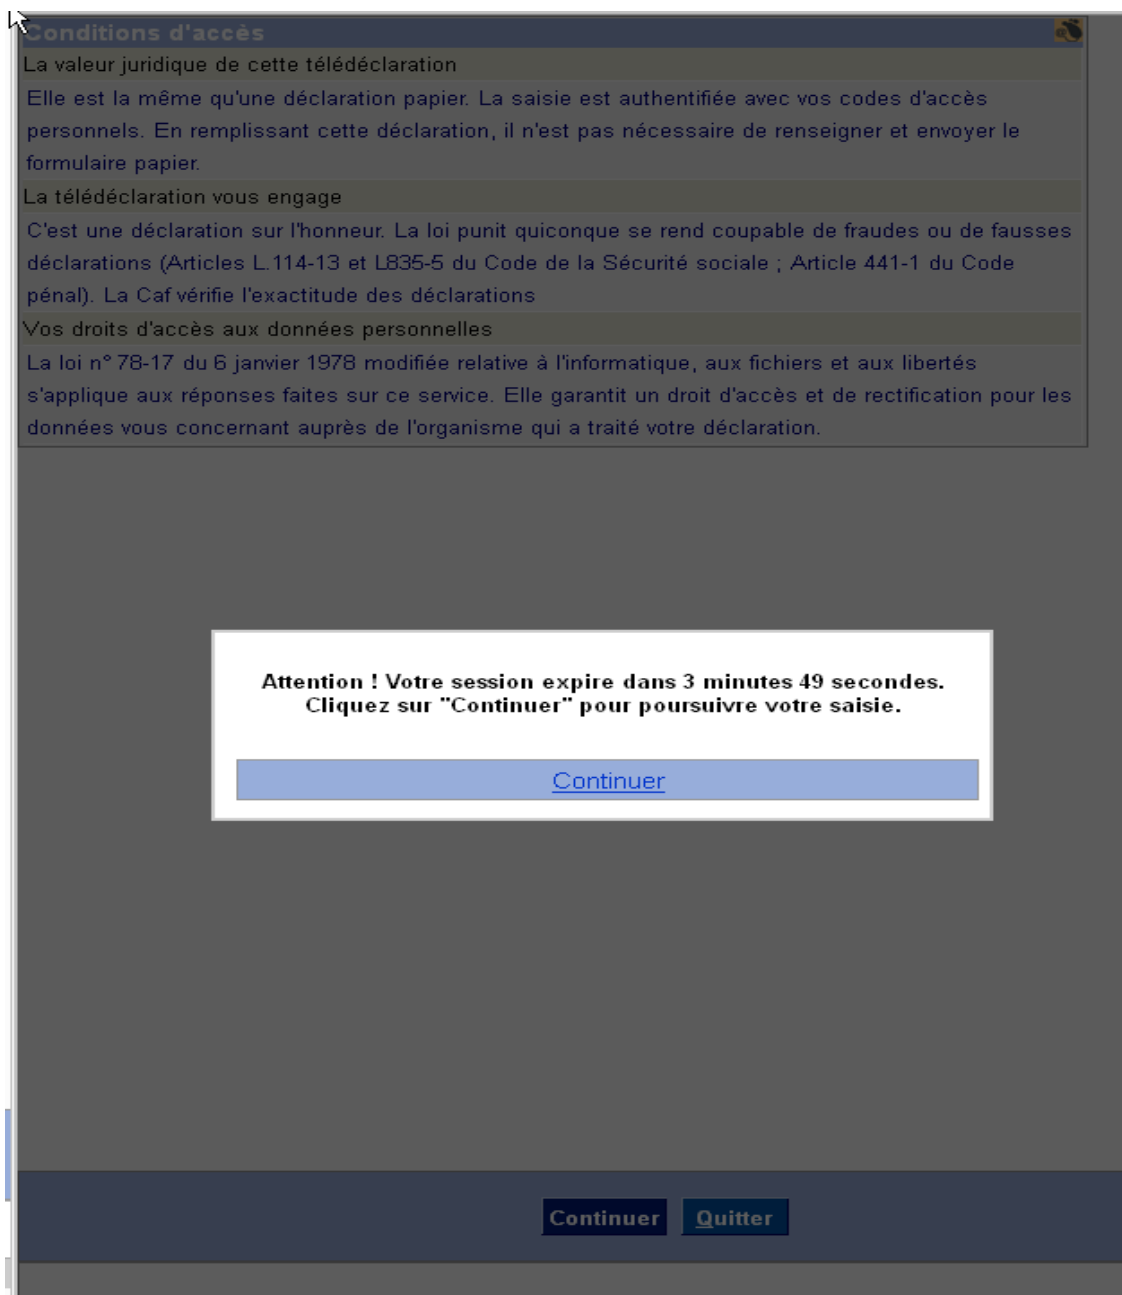 Conditions d'accès
La valeur juridique de cette télédéclaration
Elle est la même qu'une déclaration papier. La saisie est authentifiée avec vos codes d'accès
personnels. En remplissant cette déclaration, il n'est pas nécessaire de renseigner et envoyer le
formulaire papier.
La télédéclaration vous engage
C'est une déclaration sur l'honneur. La loi punit quiconque se rend coupable de fraudes ou de fausses
déclarations (Articles L.114-13 et L835-5 du Code de la Sécurité sociale ; Article 441-1 du Code
pénal). La Caf vérifie l'exactitude des déclarations
Vos droits d'accès aux données personnelles
La loi n° 78-17 du 6 janvier 1978 modifiée relative à l'informatique, aux fichiers et aux libertés
s'applique aux réponses faites sur ce service. Elle garantit un droit d'accès et de rectification pour les
données vous concernant auprès de l'organisme qui a traité votre déclaration.
Attention ! Votre session expire dans 3 minutes 49 secondes.
Cliquez sur "Continuer" pour poursuivre votre saisie.
Continuer
Continuer Quitter